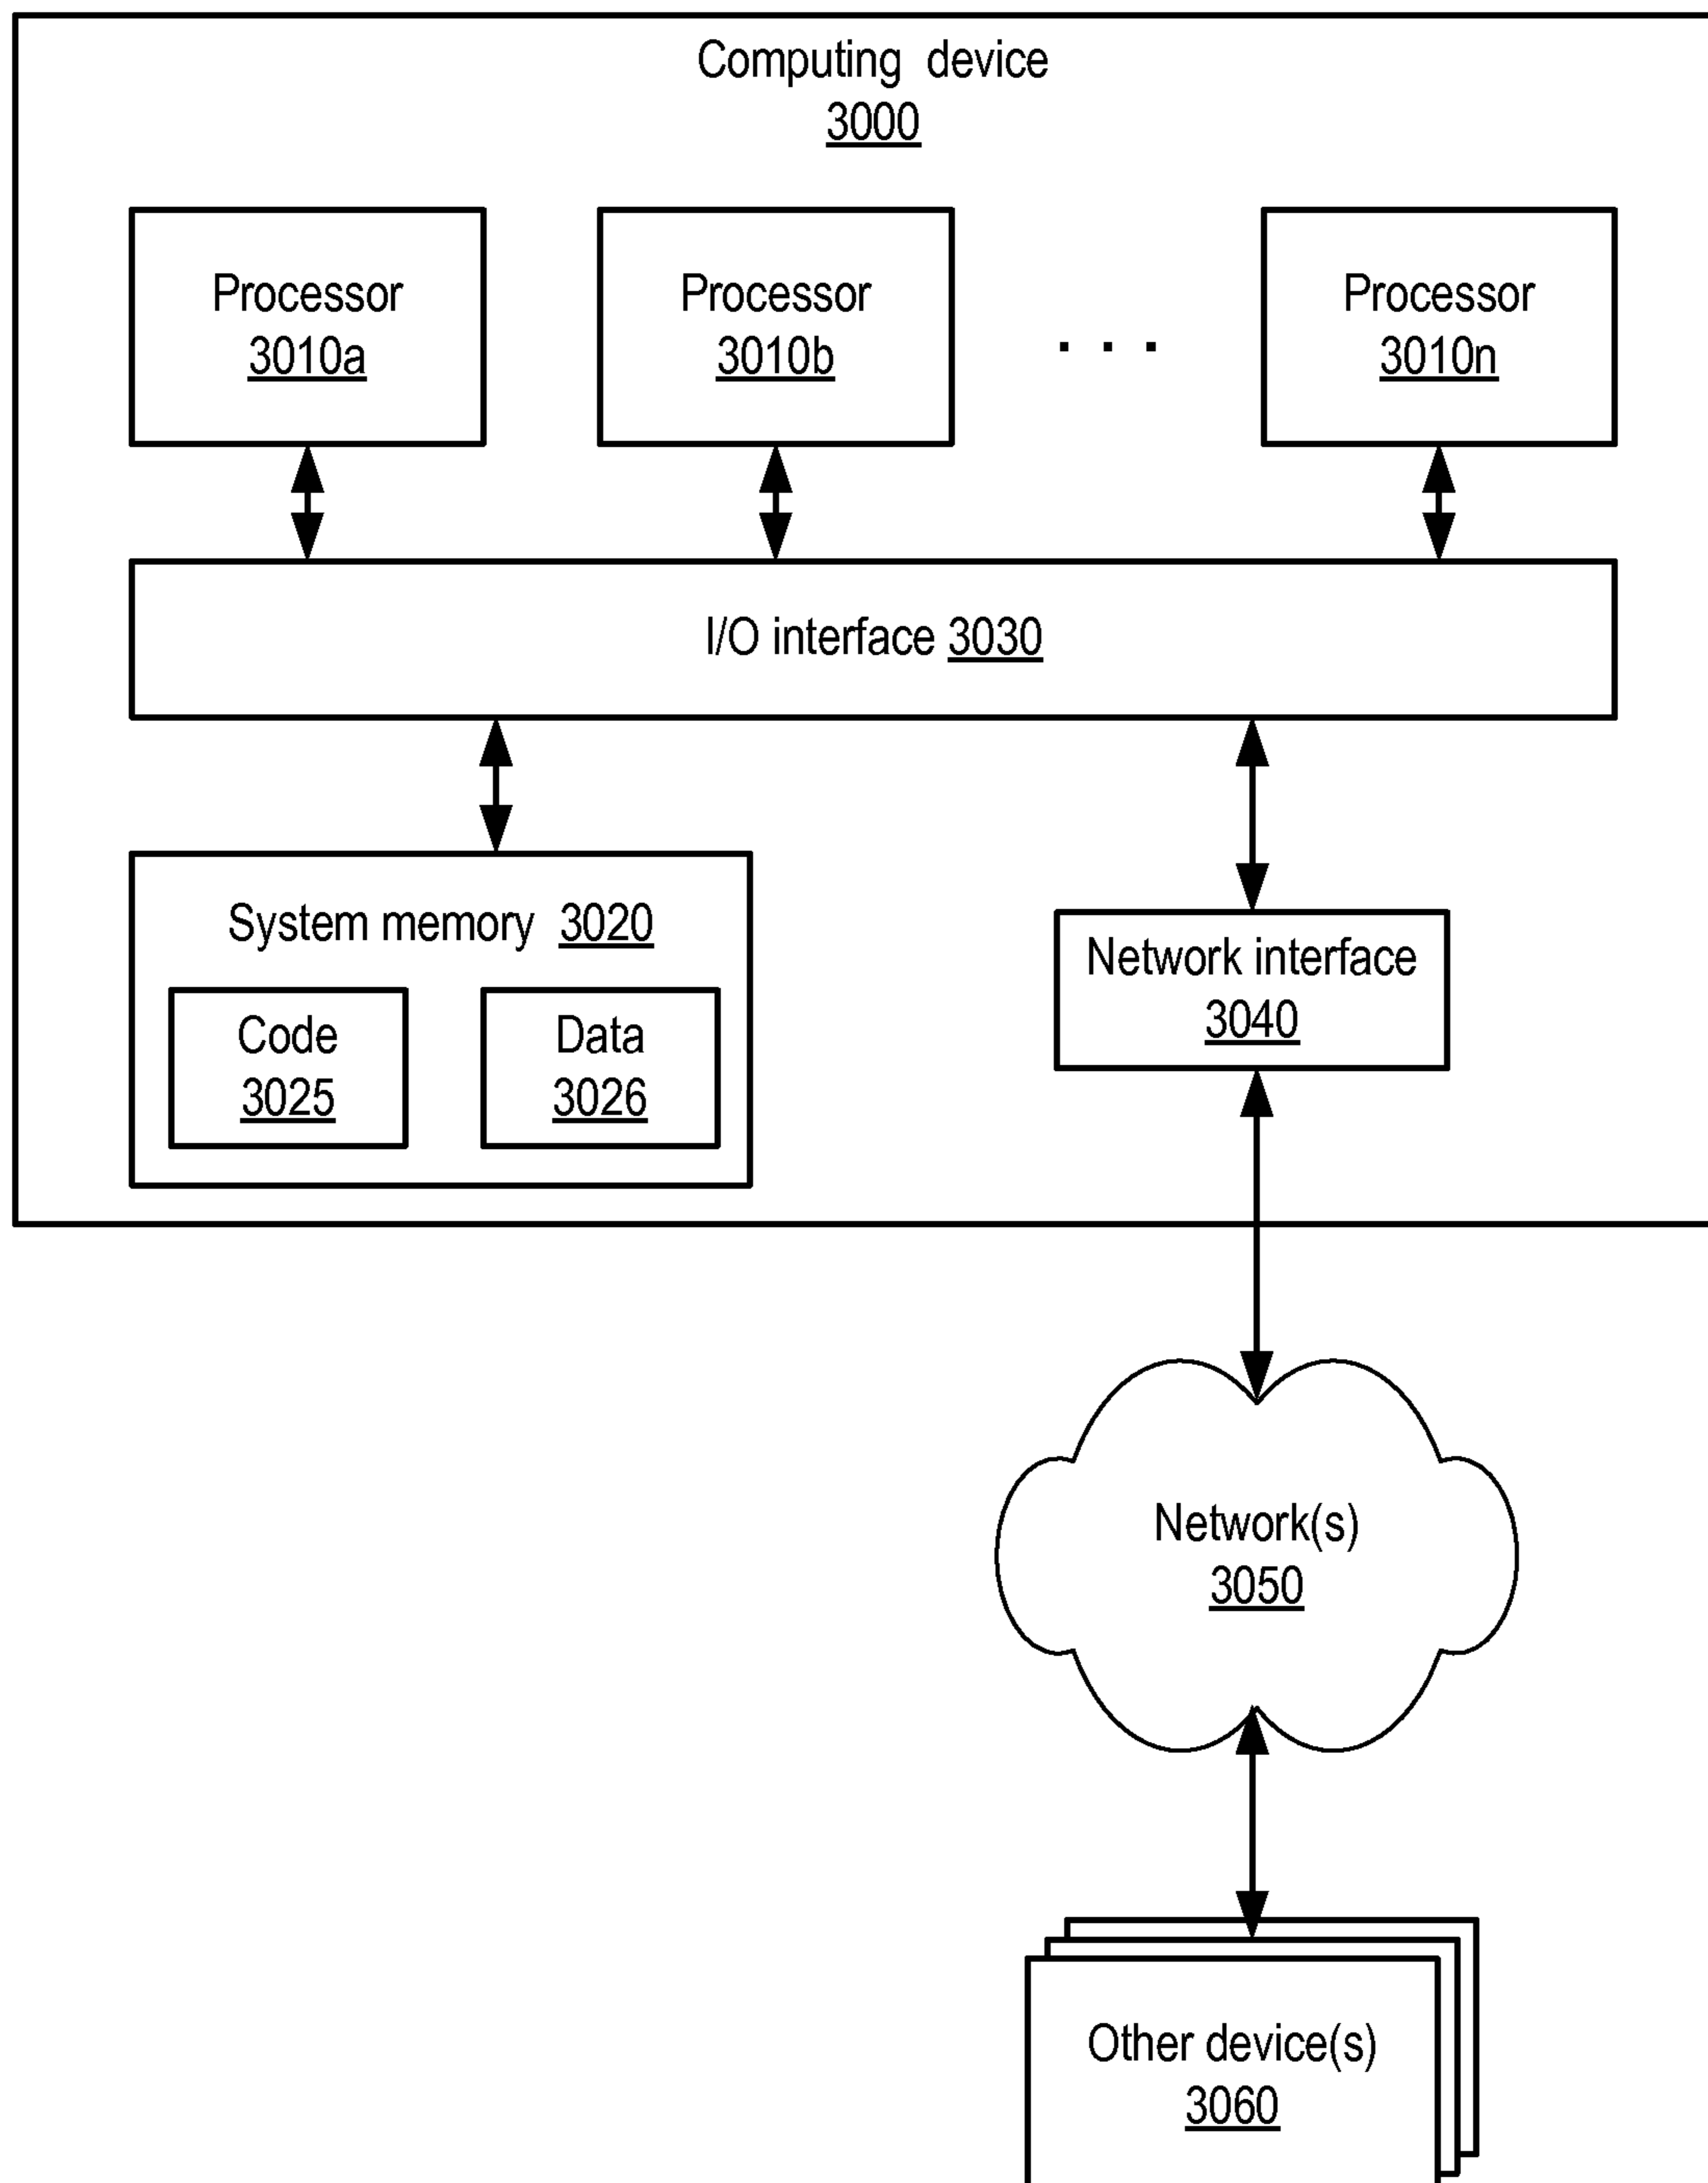 Computing device
3000
Processor
3010a
Processor
3010b
. . .
Processor
3010n
I/O interface 3030
System memory 3020
Code
3025
Data
3026
Network interface
3040
Network(s)
3050
Other device(s)
3060